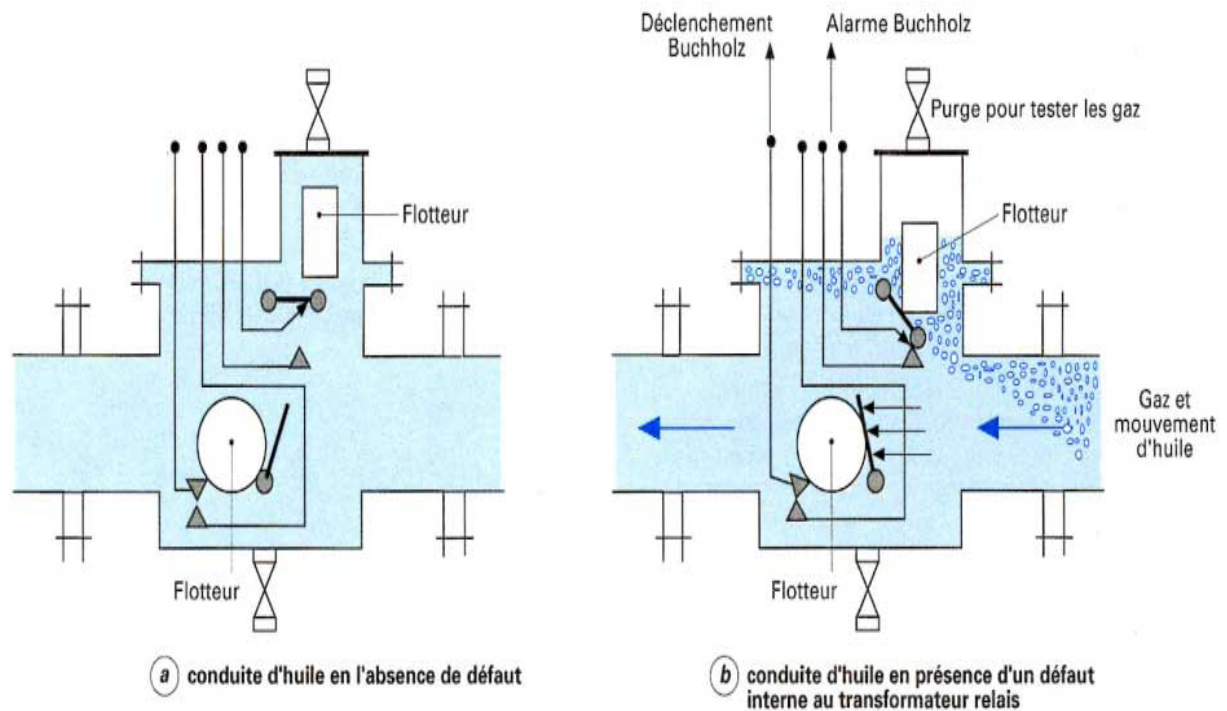 Flotteur
Flotteur
a conduite d'huile en l'absence de défaut
Déclenchement
Buchholz
Alarme Buchholz
Purge pour tester les gaz
Flotteur
Gaz et
mouvement
d'huile
Flotteur
b conduite d'huile en présence d'un défaut
interne au transformateur relais